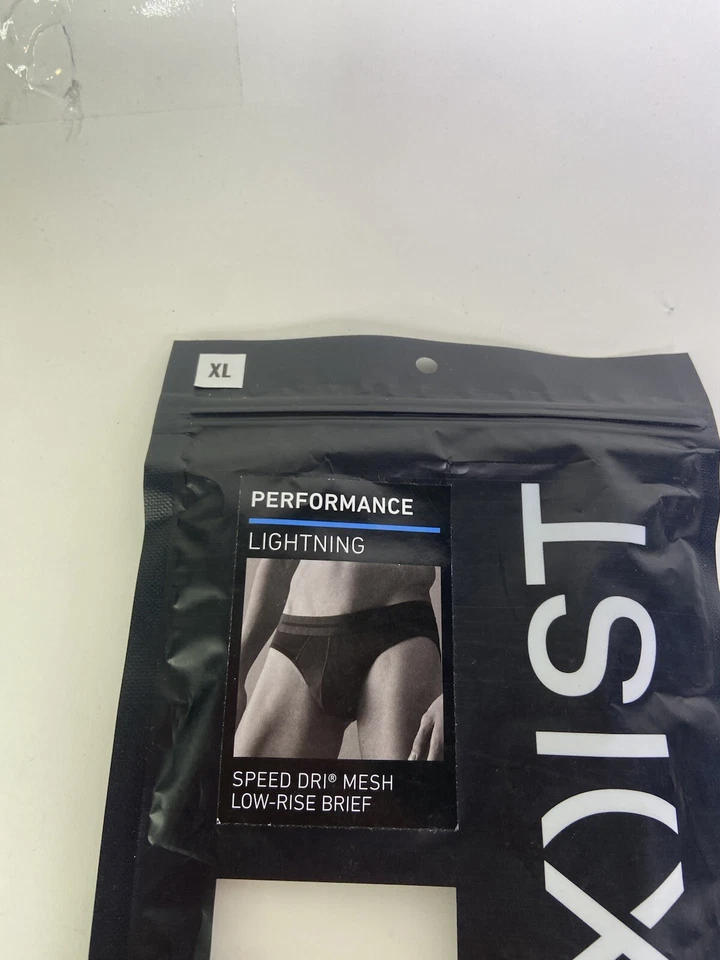 XL
PERFORMANCE
LIGHTNING
SPEED DRI® MESH
LOW-RISE BRIEF
XIST